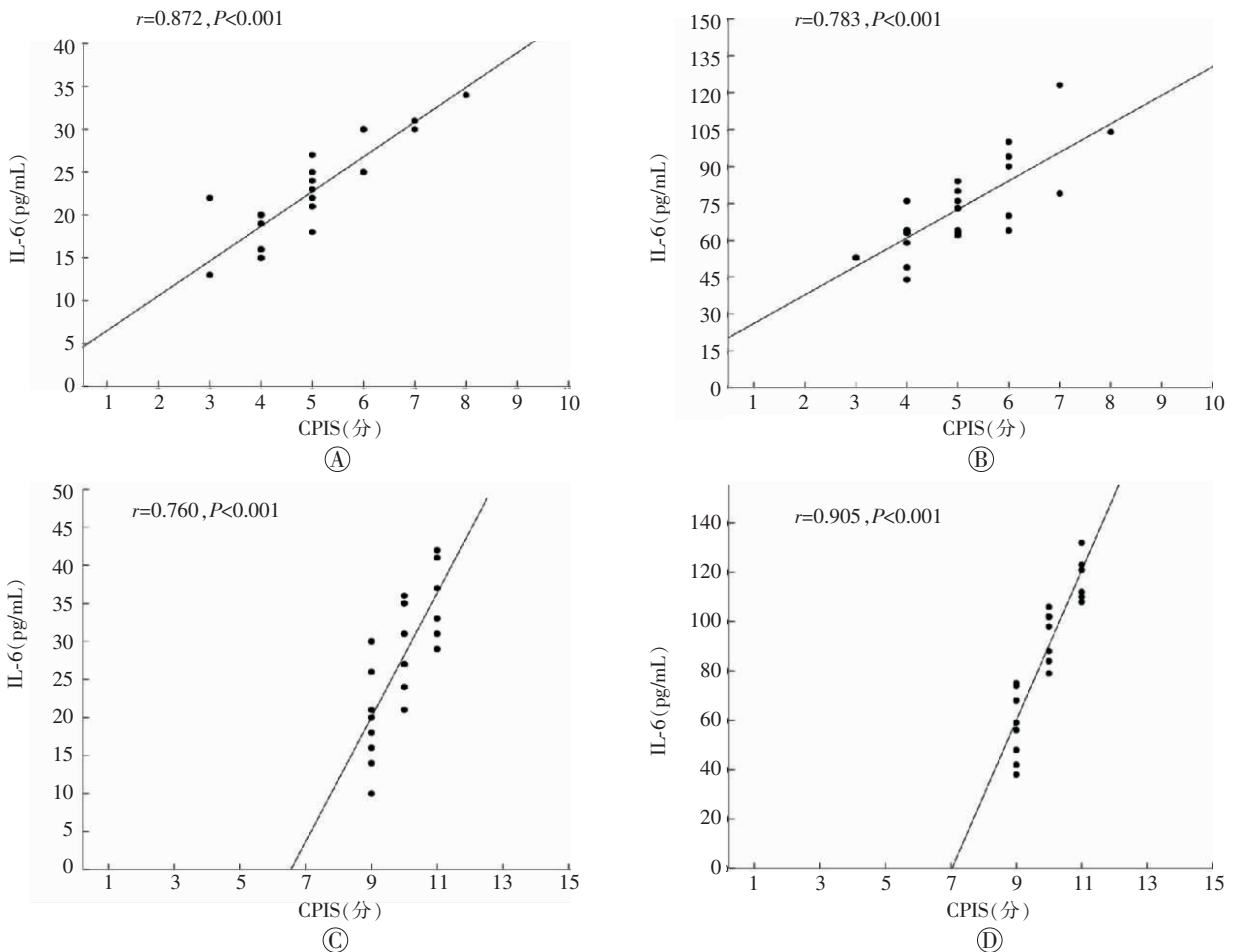 r=0.872,P<0.001
40
35
30
25
20
15
10
5
0
IL-6(pg/mL)
1 2 3 4 5 6 7 8 9 10
CPIS(分)
Ⓐ
r=0.783,P<0.001
150
135
120
105
90
75
60
45
30
15
0
IL-6(pg/mL)
1 2 3 4 5 6 7 8 9 10
CPIS(分)
Ⓑ
r=0.760,P<0.001
50
45
40
35
30
25
20
15
10
5
0
IL-6(pg/mL)
1 3 5 7 9 11 13 15
CPIS(分)
Ⓒ
r=0.905,P<0.001
140
120
100
80
60
40
20
0
IL-6(pg/mL)
1 3 5 7 9 11 13 15
CPIS(分)
Ⓓ